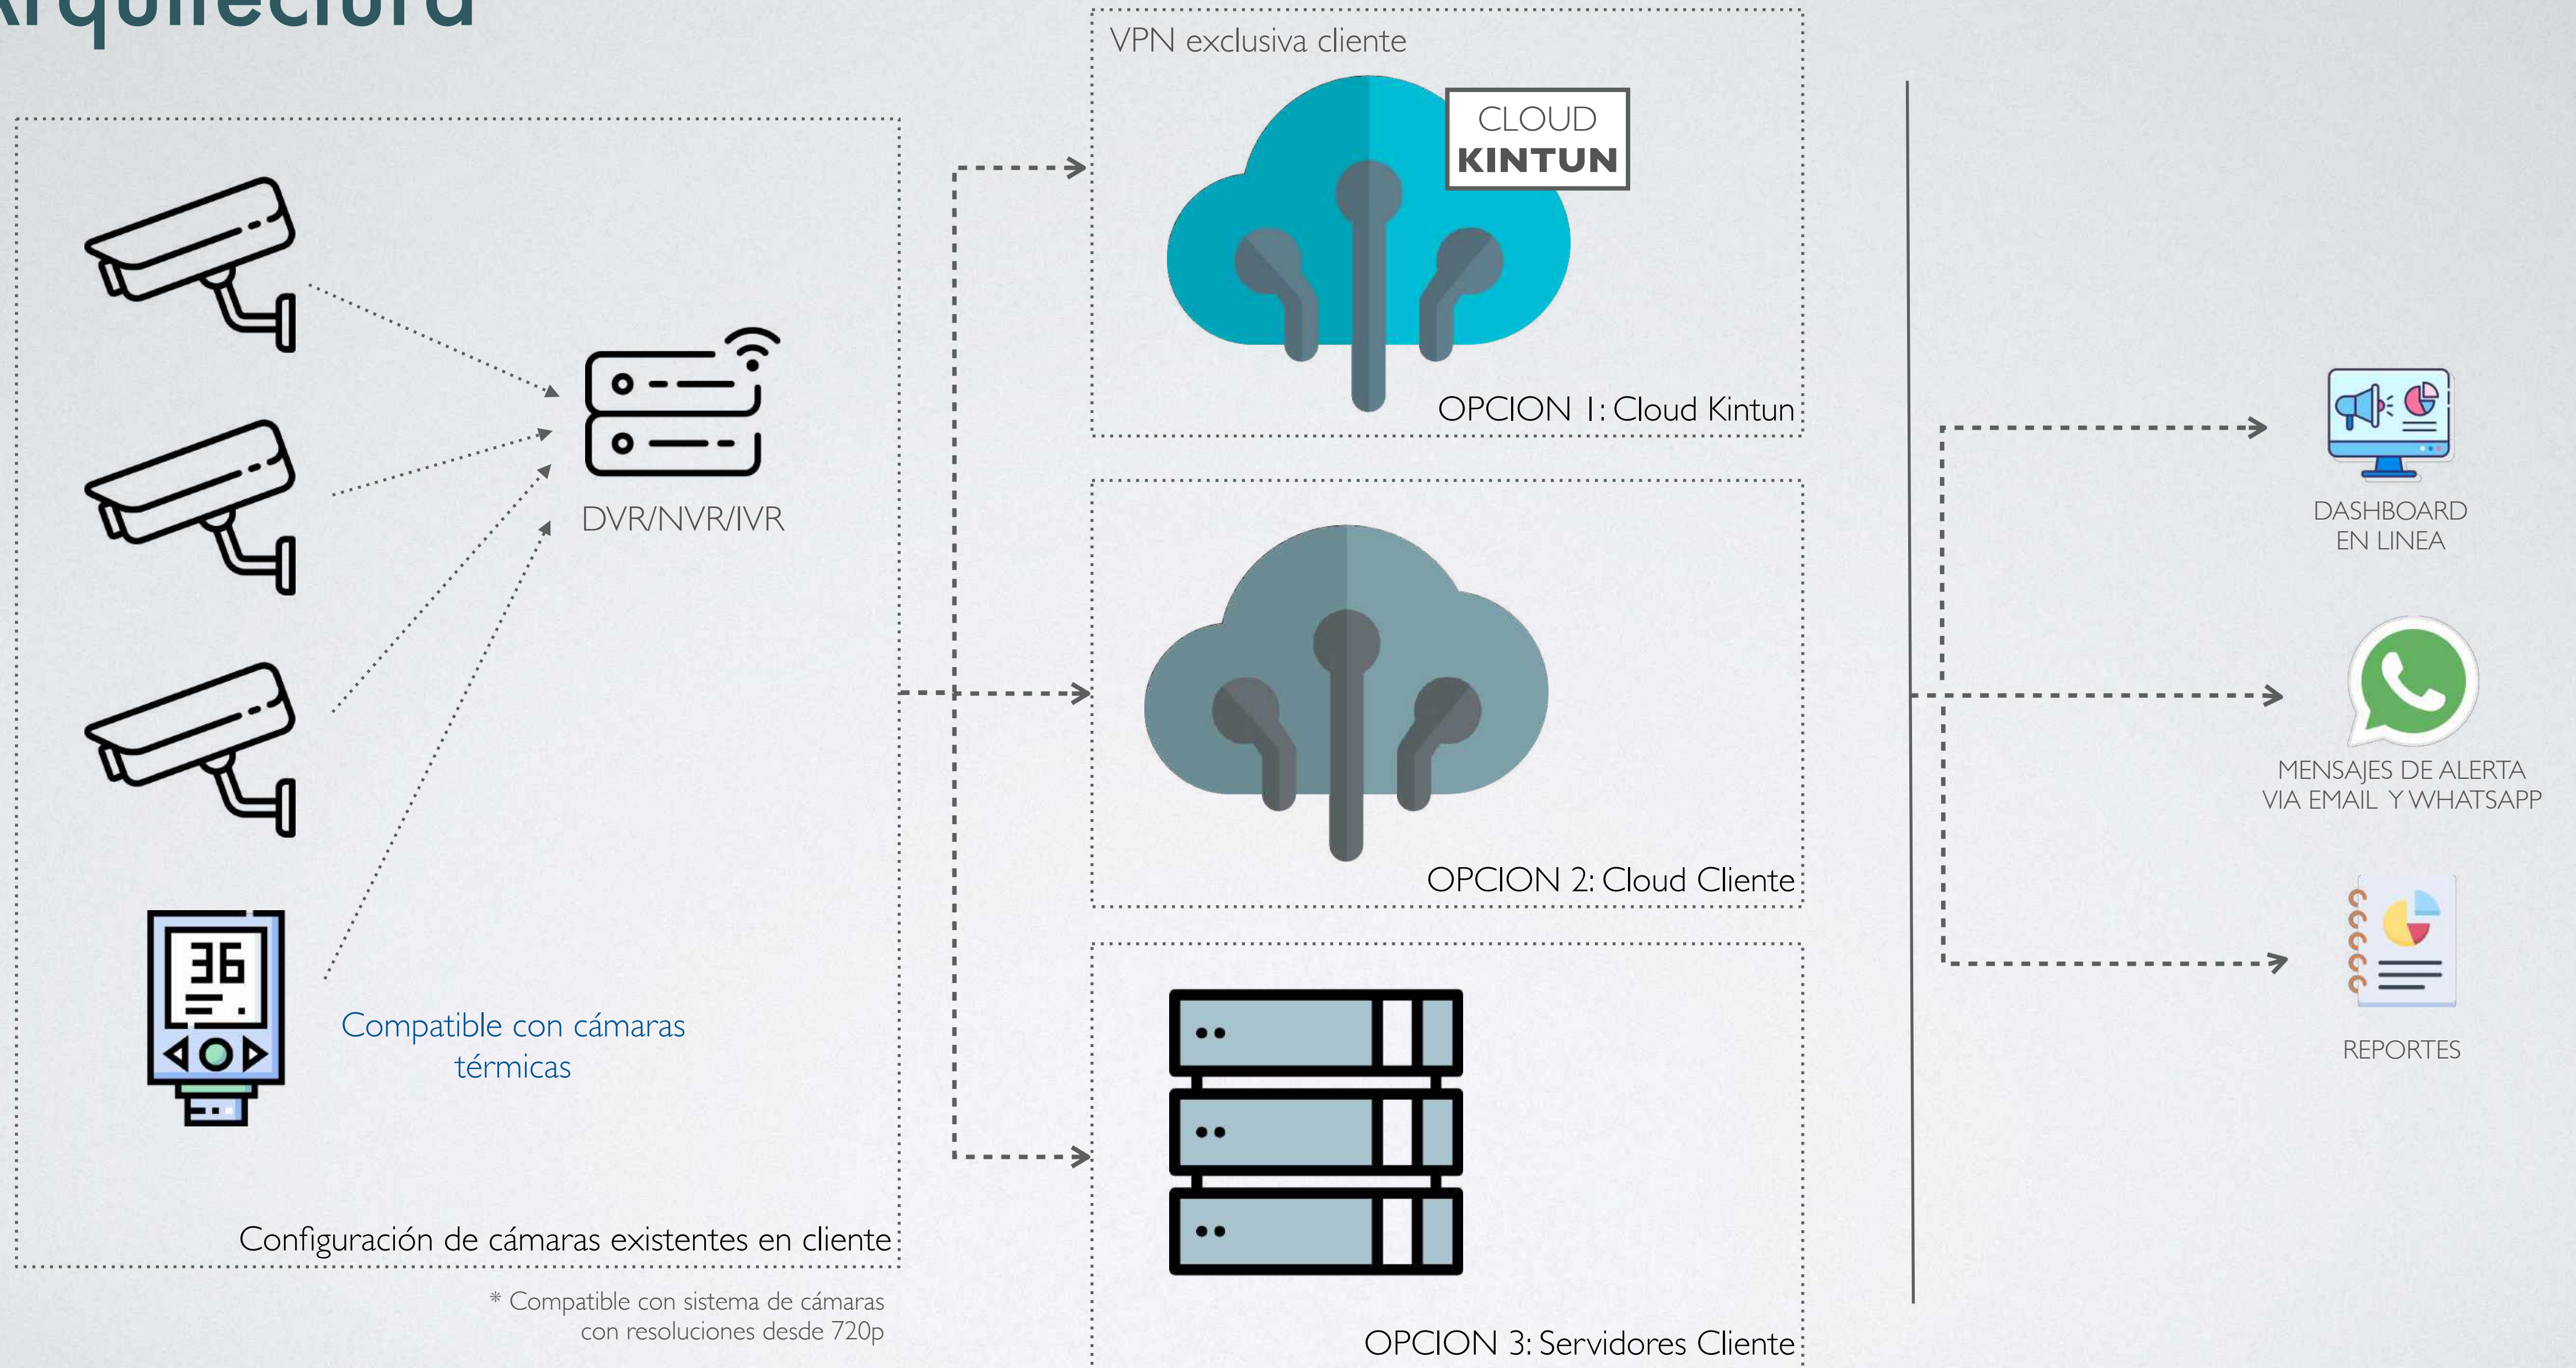 Arquitectura
VPN exclusiva cliente
CLOUD
KINTUN
OPCION 1: Cloud Kintun
DVR/NVR/IVR
OPCION 2: Cloud Cliente
36
Compatible con cámaras
térmicas
Configuración de cámaras existentes en cliente
* Compatible con sistema de cámaras
con resoluciones desde 720p
OPCION 3: Servidores Cliente
DASHBOARD
EN LINEA
MENSAJES DE ALERTA
VIA EMAIL Y WHATSAPP
REPORTES